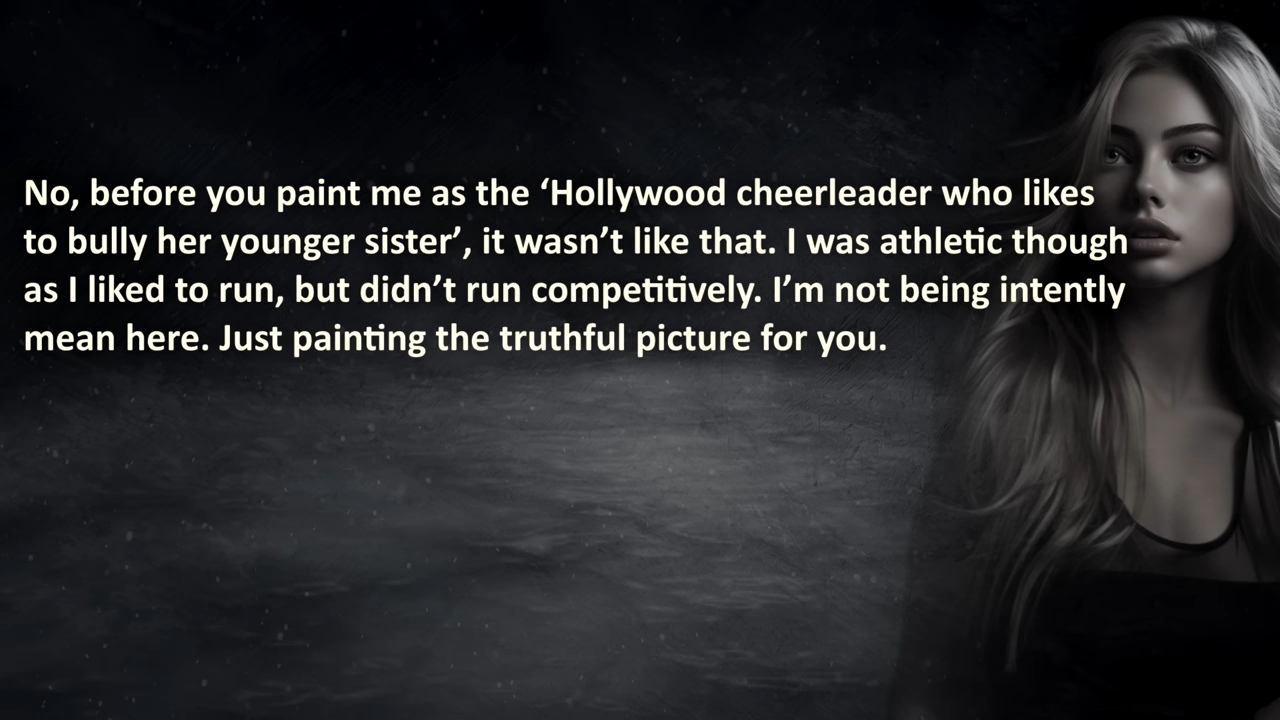 No, before you paint me as the ‘Hollywood cheerleader who likes
to bully her younger sister’, it wasn’t like that. I was athletic though
as I liked to run, but didn’t run competitively. I’m not being intently
mean here. Just painting the truthful picture for you.